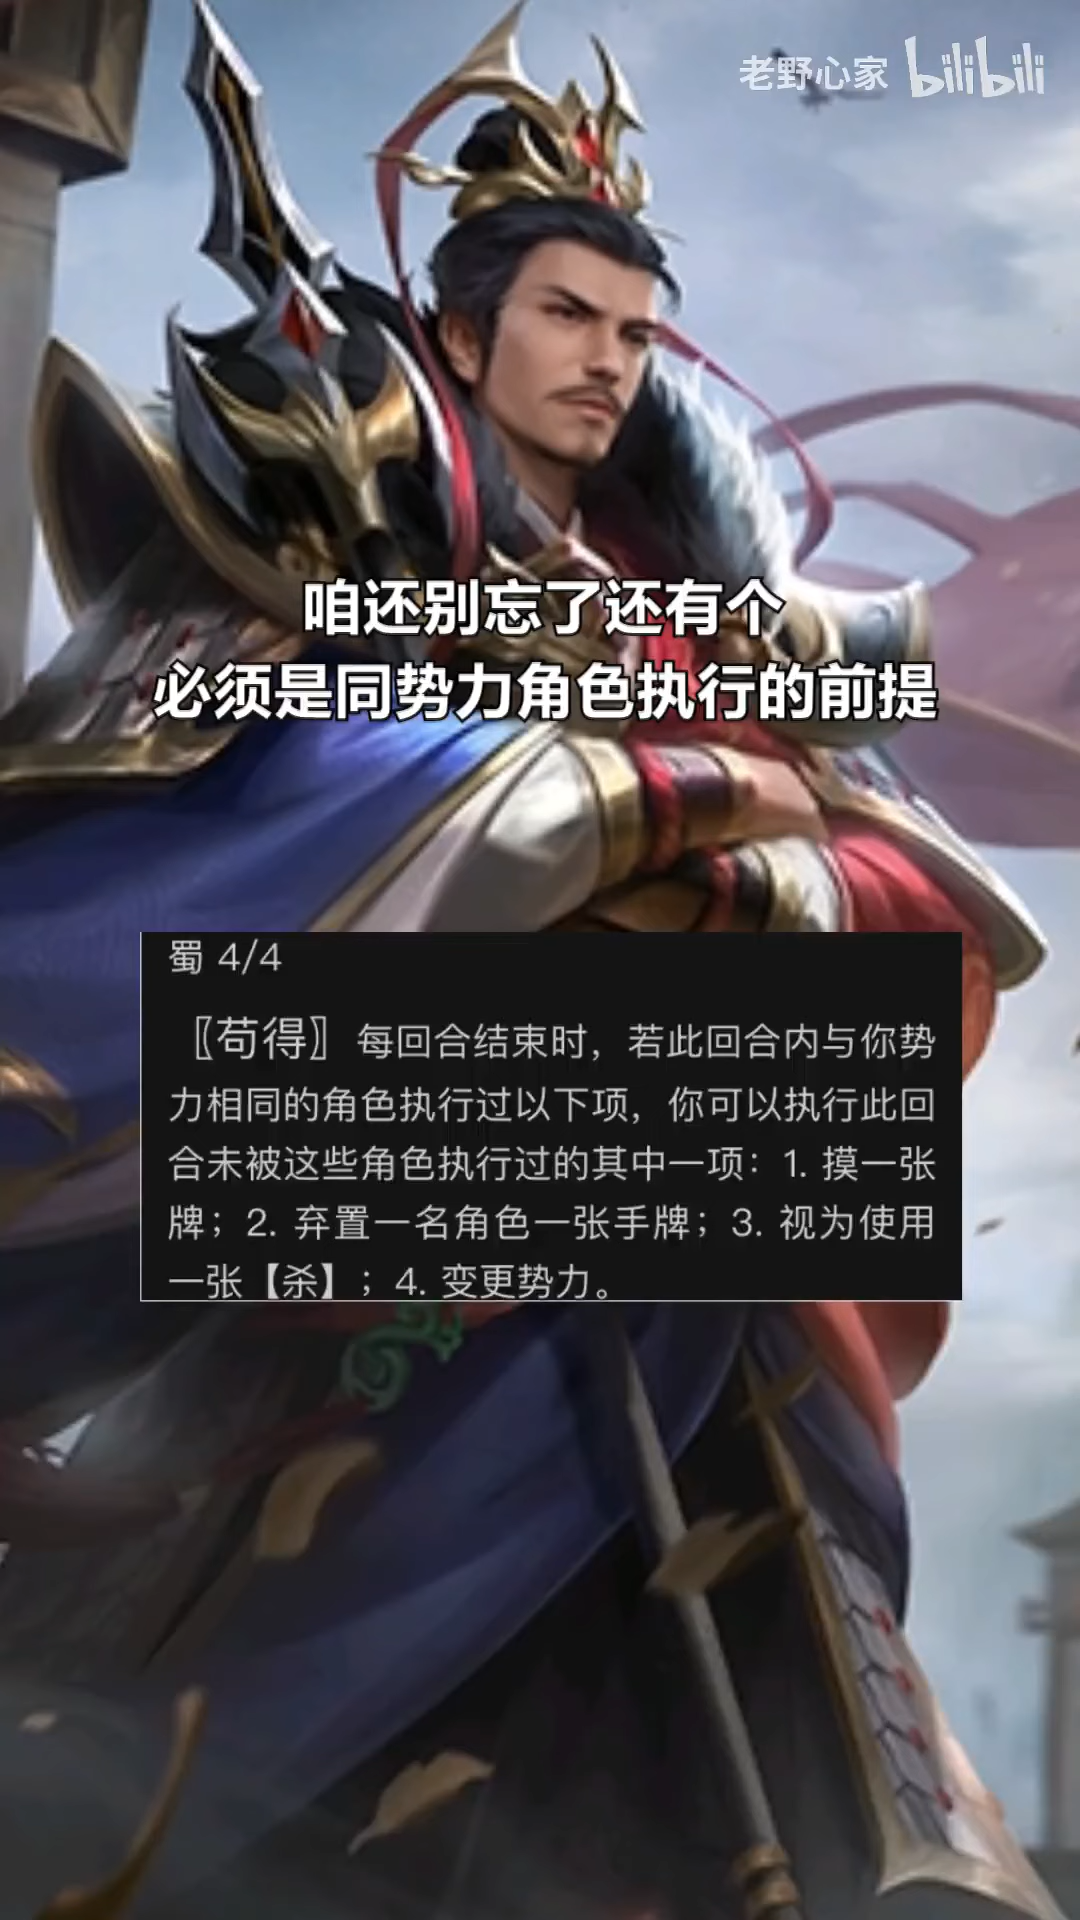 老野心家 bilibili
咱还别忘了还有个
必须是同势力角色执行的前提
蜀 4/4
〖苟得〗每回合结束时，若此回合内与你势
力相同的角色执行过以下项，你可以执行此回
合未被这些角色执行过的其中一项：1. 摸一张
牌；2. 弃置一名角色一张手牌；3. 视为使用
一张【杀】；4. 变更势力。